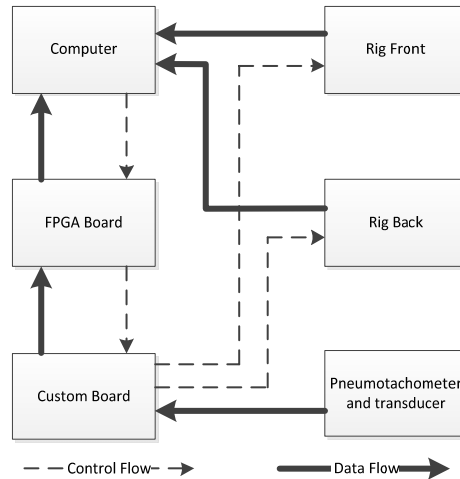 Computer
Rig Front
FPGA Board
Rig Back
Custom Board
Pneumotachometer
and transducer
Control Flow
Data Flow